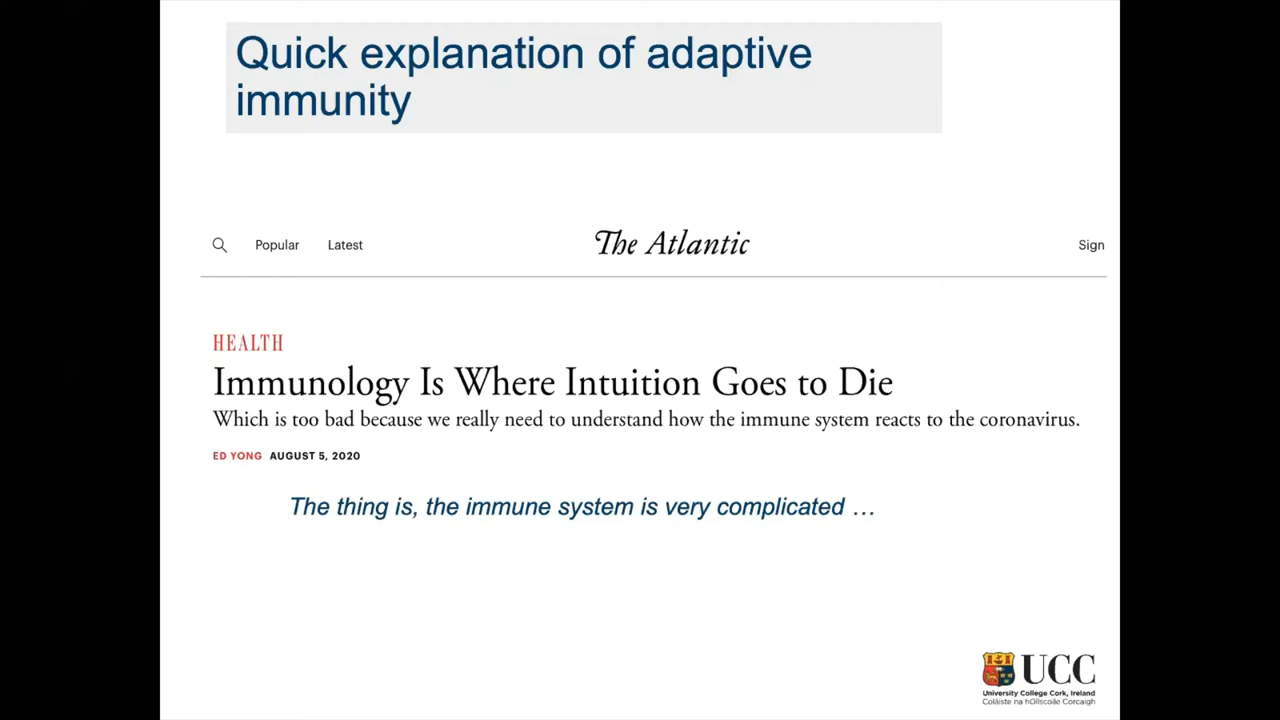 Quick explanation of adaptive
immunity
Popular Latest The Atlantic Sign
HEALTH
Immunology Is Where Intuition Goes to Die
Which is too bad because we really need to understand how the immune system reacts to the coronavirus.
ED YONG AUGUST 5, 2020
The thing is, the immune system is very complicated …
UCC
University College Cork, Ireland
Coláiste na hOllscoile Corcaigh